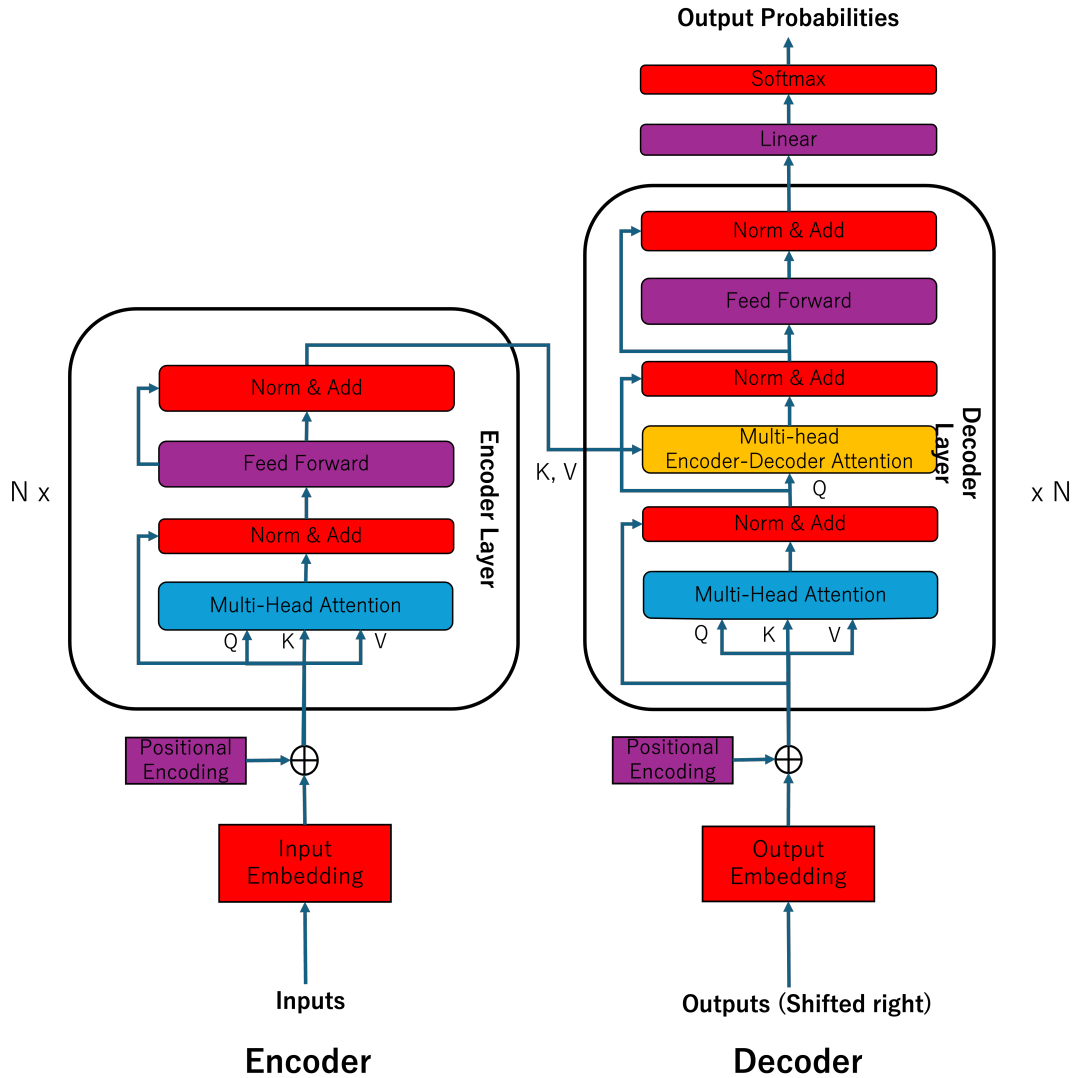 Output Probabilities
Softmax
Linear
Norm & Add
Feed Forward
Norm & Add
Multi-head
Encoder-Decoder Attention
Q
Norm & Add
Multi-Head Attention
Q
K
V
Decoder
Layer
x N
K, V
Norm & Add
Feed Forward
Norm & Add
Multi-Head Attention
Q
K
V
Encoder Layer
N x
Positional
Encoding
Input
Embedding
Inputs
Encoder
Positional
Encoding
Output
Embedding
Outputs (Shifted right)
Decoder